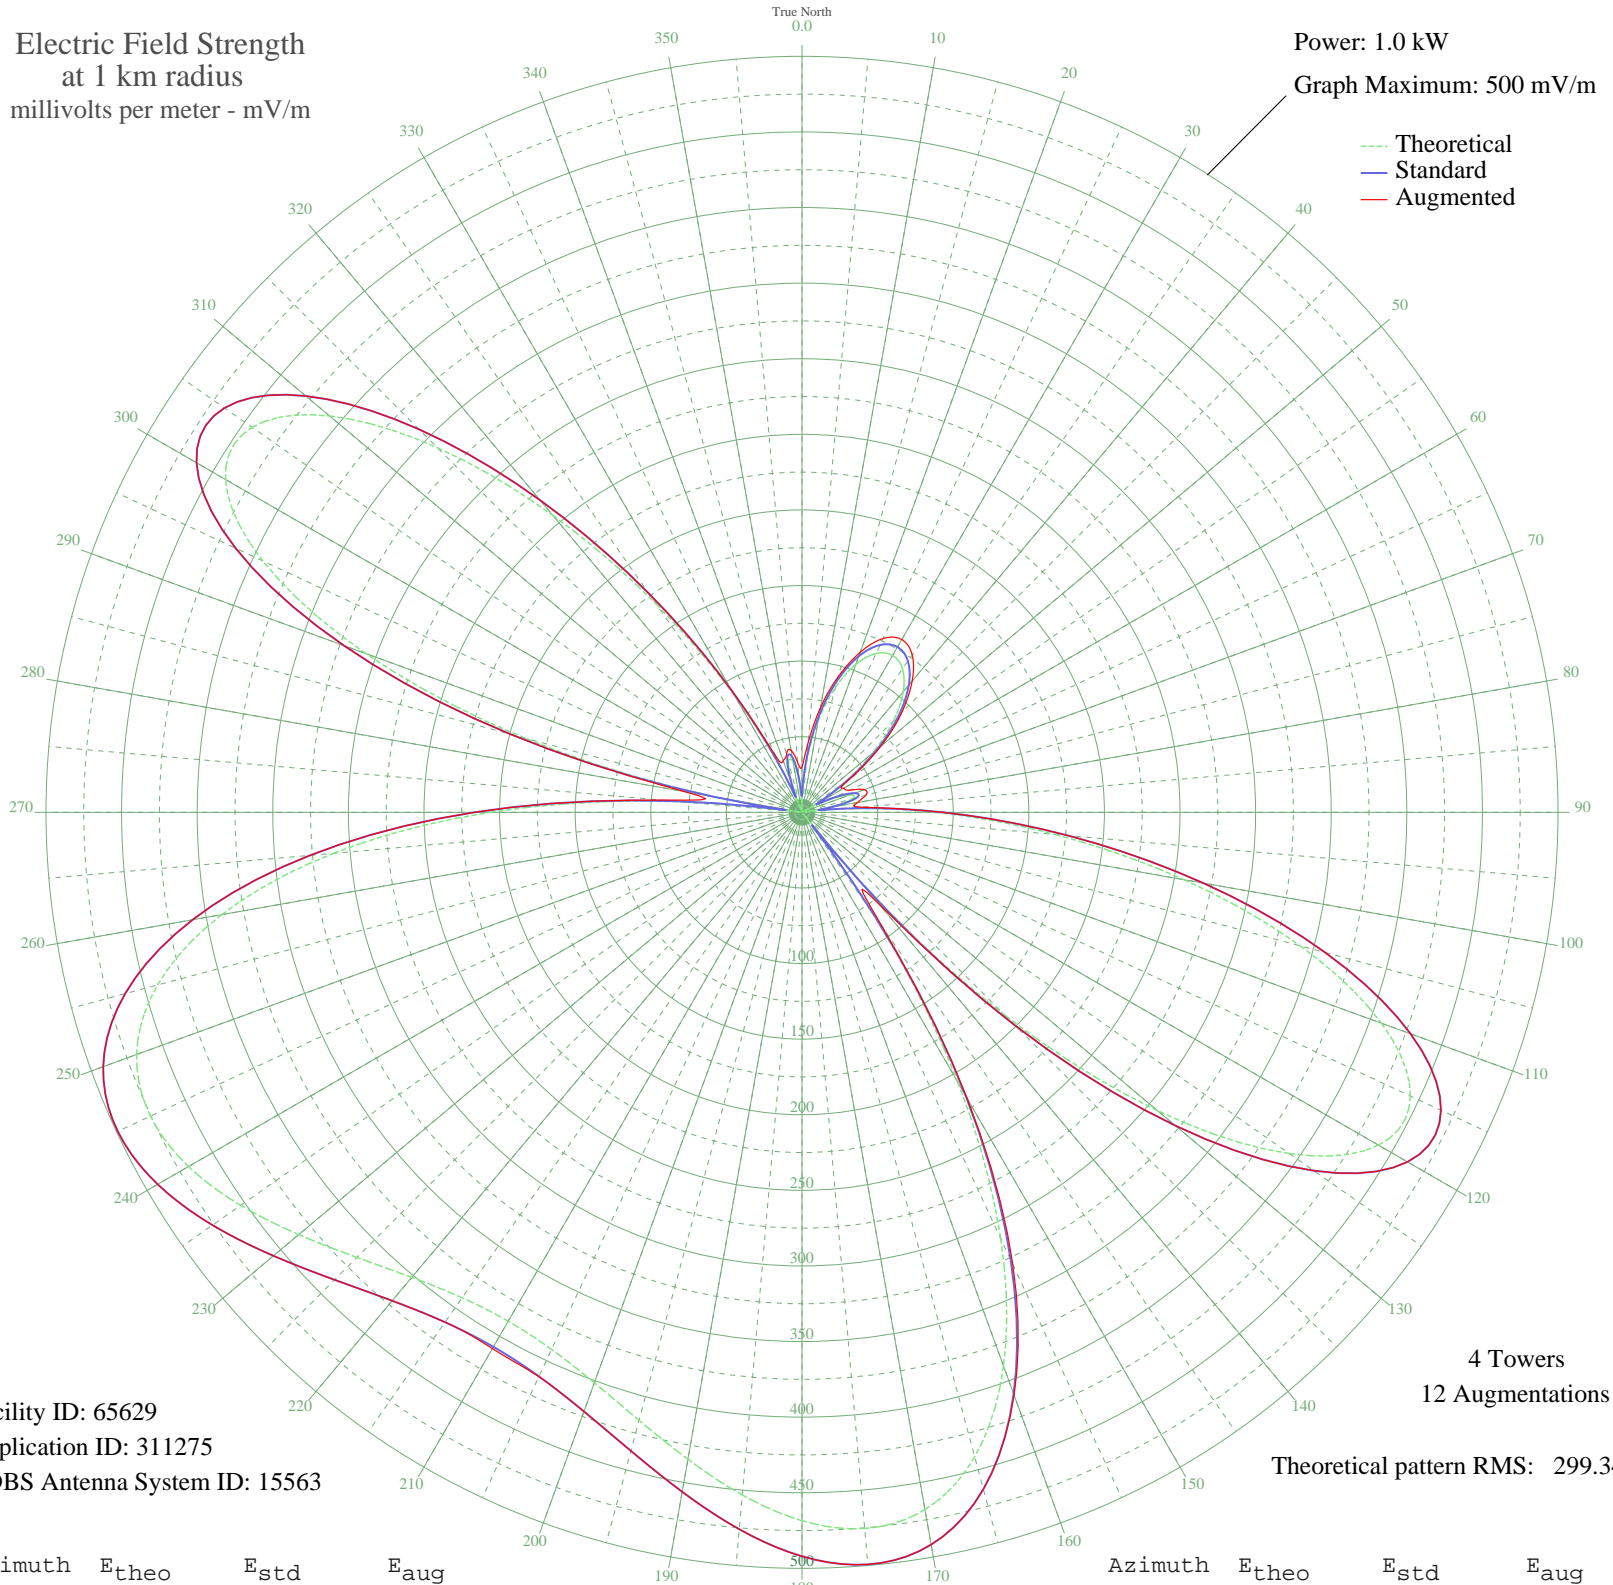 True North
0.0
Electric Field Strength
at 1 km radius
millivolts per meter - mV/m
Power: 1.0 kW
Graph Maximum: 500 mV/m
Theoretical
Standard
Augmented
350
10
340
20
330
30
320
40
310
50
300
60
290
70
280
80
270
90
260
100
250
110
240
120
230
130
220
140
210
150
200
160
190
170
100
150
200
250
300
350
400
450
500
180
4 Towers
12 Augmentations
Theoretical pattern RMS: 299.34
cility ID: 65629
plication ID: 311275
DBS Antenna System ID: 15563
imuth Etheo Estd Eaug
Azimuth Etheo Estd Eaug